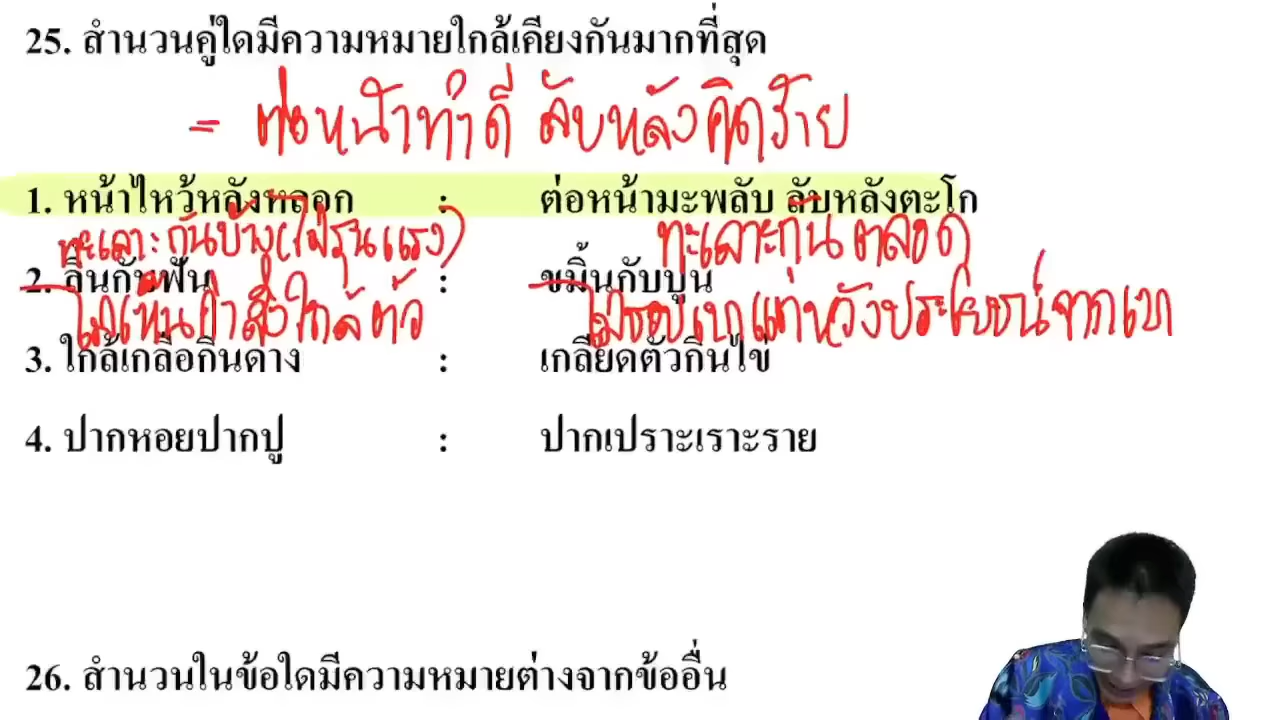 25. สำนวนคู่ใดมีความหมายใกล้เคียงกันมากที่สุด
= ต่อหน้าทำดี ลับหลังคิดร้าย
1. หน้าไหว้หลังหลอก : ต่อหน้ามะพลับ ลับหลังตะโก
ทะเลาะกันบ้าง(ไม่รุนแรง) ทะเลาะกันตลอด
2. ลิ้นกับฟัน : ขมิ้นกับปูน
ไม่เห็นค่าสิ่งใกล้ตัว ไม่ชอบเขาแต่หวังประโยชน์จากเขา
3. ใกล้เกลือกินด่าง : เกลียดตัวกินไข่
4. ปากหอยปากปู : ปากเปราะเราะราย
26. สำนวนในข้อใดมีความหมายต่างจากข้ออื่น